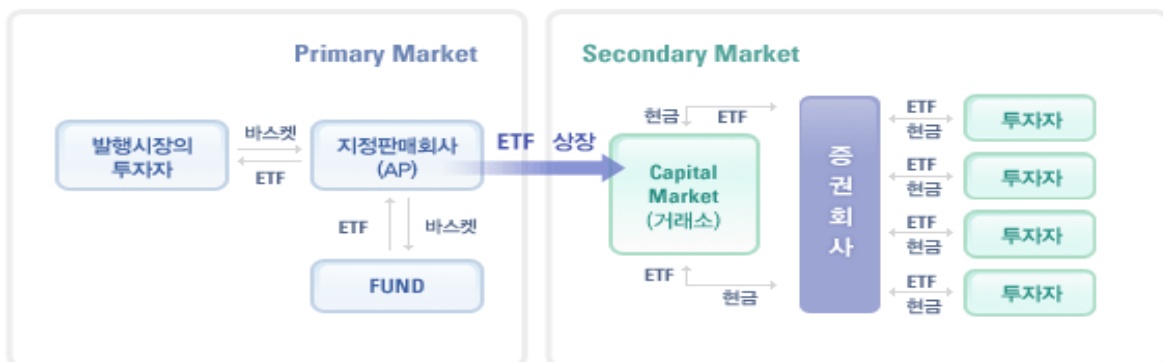 Primary Market
발행시장의
투자자
바스켓
ETF
지정판매회사
(AP)
ETF
바스켓
FUND
ETF 상장
Secondary Market
현금
ETF
Capital
Market
(거래소)
ETF
현금
증
권
회
사
ETF
현금
투자자
ETF
현금
투자자
ETF
현금
투자자
ETF
현금
투자자